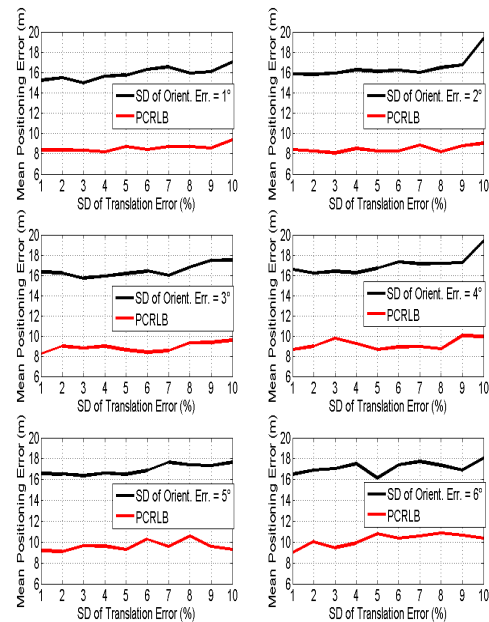 Mean Positioning Error (m)
20
18
16
14
12
10
8
6
SD of Orient. Err. = 1°
PCRLB
1 2 3 4 5 6 7 8 9 10
SD of Translation Error (%)
Mean Positioning Error (m)
20
18
16
14
12
10
8
6
SD of Orient. Err. = 2°
PCRLB
1 2 3 4 5 6 7 8 9 10
SD of Translation Error (%)
Mean Positioning Error (m)
20
18
16
14
12
10
8
6
SD of Orient. Err. = 3°
PCRLB
1 2 3 4 5 6 7 8 9 10
SD of Translation Error (%)
Mean Positioning Error (m)
20
18
16
14
12
10
8
6
SD of Orient. Err. = 4°
PCRLB
1 2 3 4 5 6 7 8 9 10
SD of Translation Error (%)
Mean Positioning Error (m)
20
18
16
14
12
10
8
6
SD of Orient. Err. = 5°
PCRLB
1 2 3 4 5 6 7 8 9 10
SD of Translation Error (%)
Mean Positioning Error (m)
20
18
16
14
12
10
8
6
SD of Orient. Err. = 6°
PCRLB
1 2 3 4 5 6 7 8 9 10
SD of Translation Error (%)